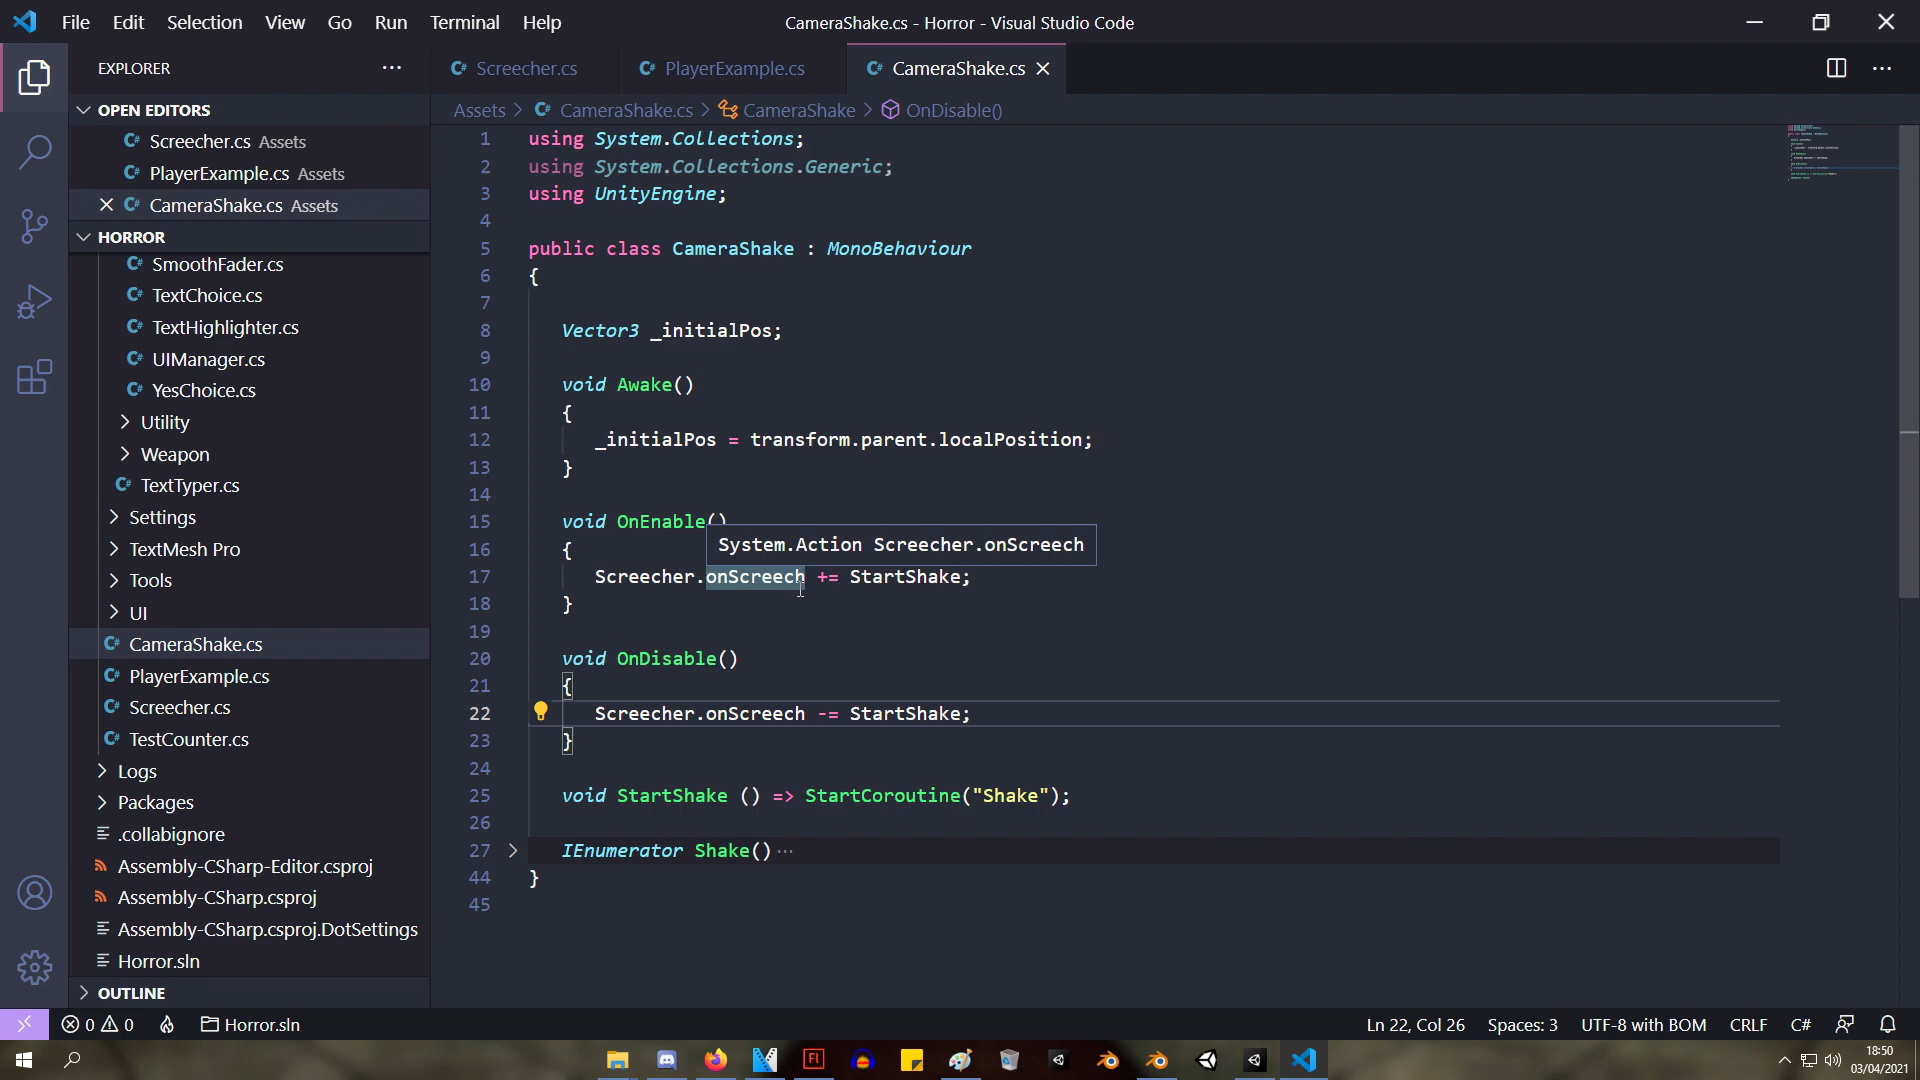 File Edit Selection View Go Run Terminal Help
CameraShake.cs - Horror - Visual Studio Code
EXPLORER
Screecher.cs
PlayerExample.cs
CameraShake.cs
OPEN EDITORS
Screecher.cs Assets
PlayerExample.cs Assets
CameraShake.cs Assets
HORROR
SmoothFader.cs
TextChoice.cs
TextHighlighter.cs
UIManager.cs
YesChoice.cs
Utility
Weapon
TextTyper.cs
Settings
TextMesh Pro
Tools
UI
CameraShake.cs
PlayerExample.cs
Screecher.cs
TestCounter.cs
Logs
Packages
.collabignore
Assembly-CSharp-Editor.csproj
Assembly-CSharp.csproj
Assembly-CSharp.csproj.DotSettings
Horror.sln
OUTLINE
Assets > CameraShake.cs > CameraShake > OnDisable()
1 using System.Collections;
2 using System.Collections.Generic;
3 using UnityEngine;
4
5 public class CameraShake : MonoBehaviour
6 {
7
8 Vector3 _initialPos;
9
10 void Awake()
11 {
12 _initialPos = transform.parent.localPosition;
13 }
14
15 void OnEnable()
System.Action Screecher.onScreech
16 {
17 Screecher.onScreech += StartShake;
18 }
19
20 void OnDisable()
21 {
22 Screecher.onScreech -= StartShake;
23 }
24
25 void StartShake () => StartCoroutine("Shake");
26
27 IEnumerator Shake()···
44 }
45
0 0 Horror.sln
Ln 22, Col 26 Spaces: 3 UTF-8 with BOM CRLF C#
18:50
03/04/2021